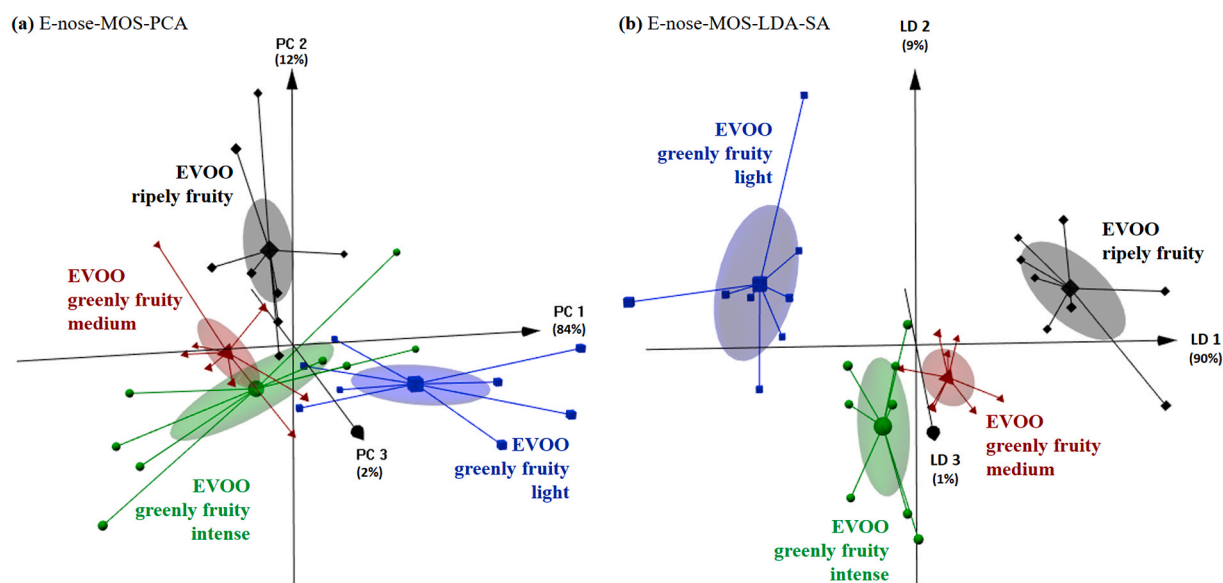 (a) E-nose-MOS-PCA
PC 2
(12%)
EVOO
ripely fruity
EVOO
greenly fruity
medium
PC 1
(84%)
PC 3
(2%)
EVOO
greenly fruity
light
EVOO
greenly fruity
intense
(b) E-nose-MOS-LDA-SA
LD 2
(9%)
EVOO
greenly fruity
light
EVOO
ripely fruity
LD 1
(90%)
EVOO
greenly fruity
medium
LD 3
(1%)
EVOO
greenly fruity
intense